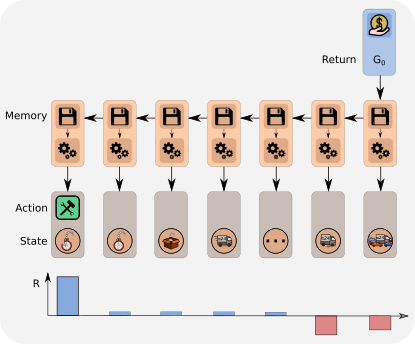 Return G₀
Memory
Action
State
R